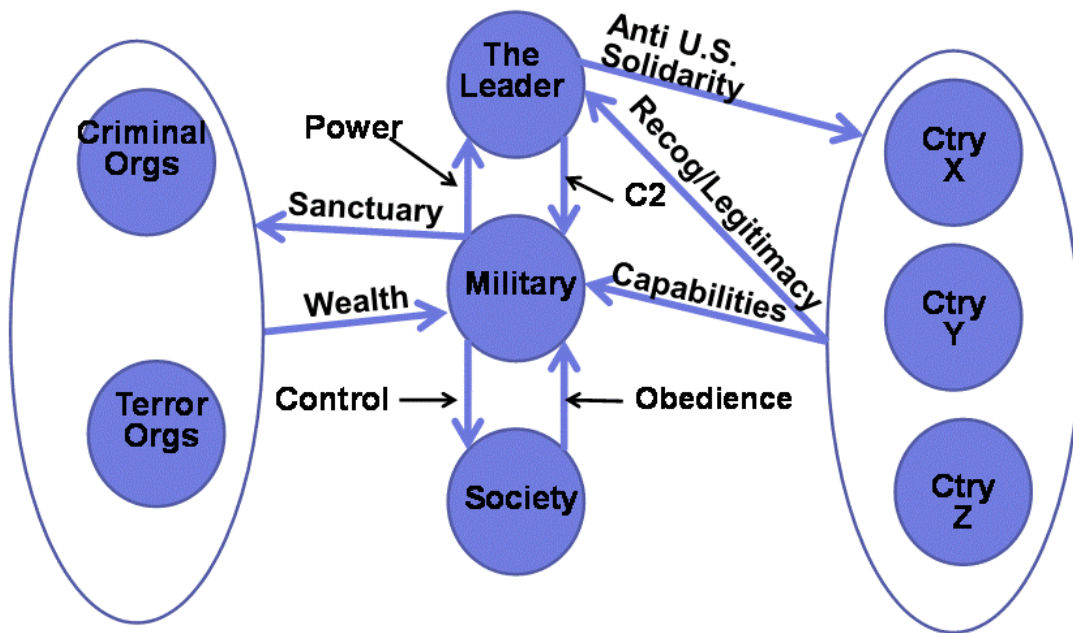 Anti U.S.
Solidarity
The
Leader
Criminal
Orgs
Power
Recog/Legitimacy
Ctry
X
Sanctuary
C2
Military
Capabilities
Wealth
Ctry
Y
Control
Obedience
Terror
Orgs
Society
Ctry
Z